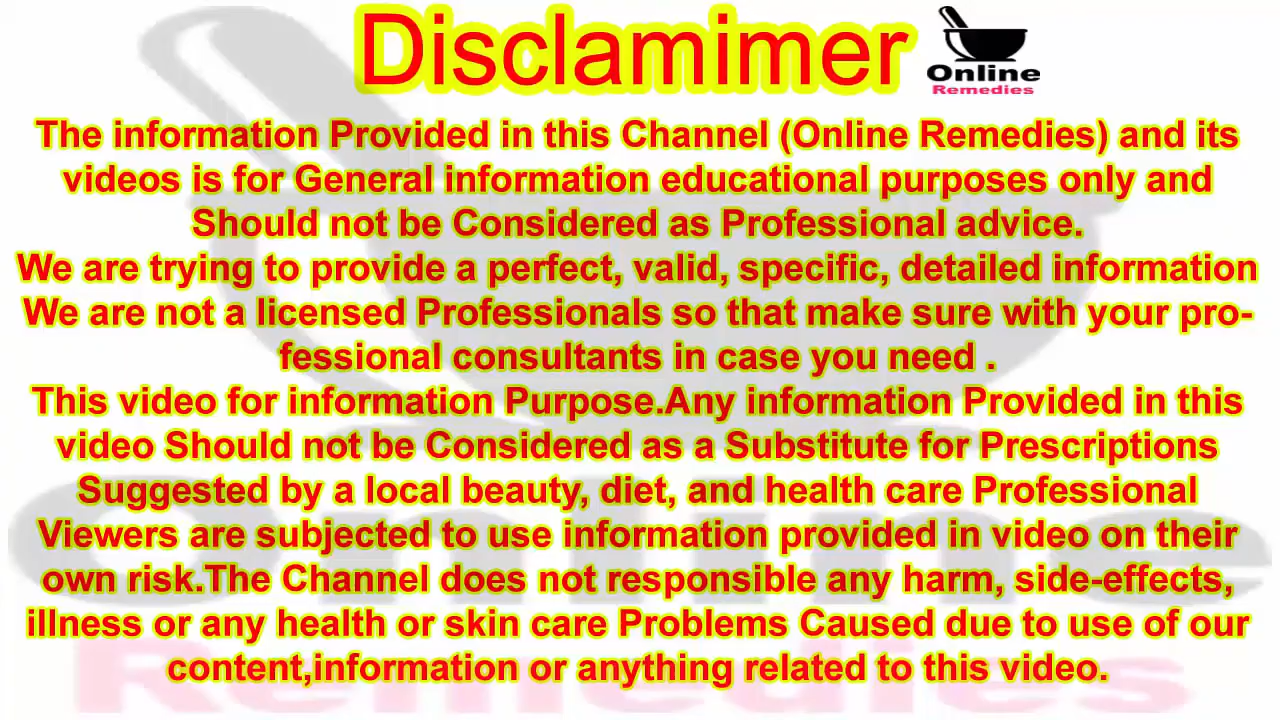 Disclamimer
Online
Remedies
The information Provided in this Channel (Online Remedies) and its
videos is for General information educational purposes only and
Should not be Considered as Professional advice.
We are trying to provide a perfect, valid, specific, detailed information
We are not a licensed Professionals so that make sure with your pro-
fessional consultants in case you need .
This video for information Purpose.Any information Provided in this
video Should not be Considered as a Substitute for Prescriptions
Suggested by a local beauty, diet, and health care Professional
Viewers are subjected to use information provided in video on their
own risk.The Channel does not responsible any harm, side-effects,
illness or any health or skin care Problems Caused due to use of our
content,information or anything related to this video.
Online
Remedies